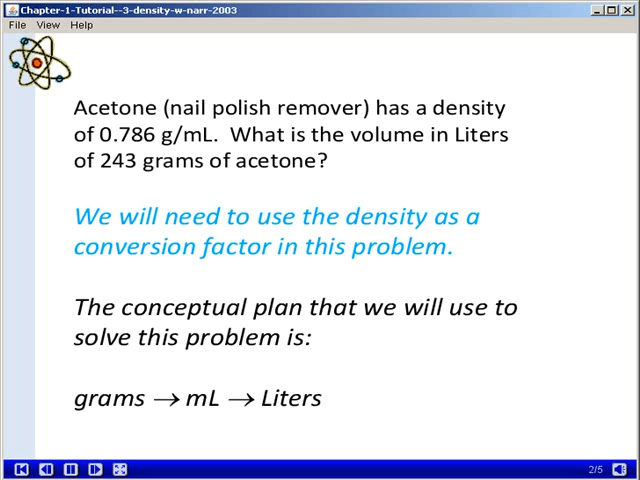 Chapter-1-Tutorial--3-density-w-narr-2003
File View Help
Acetone (nail polish remover) has a density
of 0.786 g/mL.  What is the volume in Liters
of 243 grams of acetone?
We will need to use the density as a
conversion factor in this problem.
The conceptual plan that we will use to
solve this problem is:
grams → mL → Liters
2/5